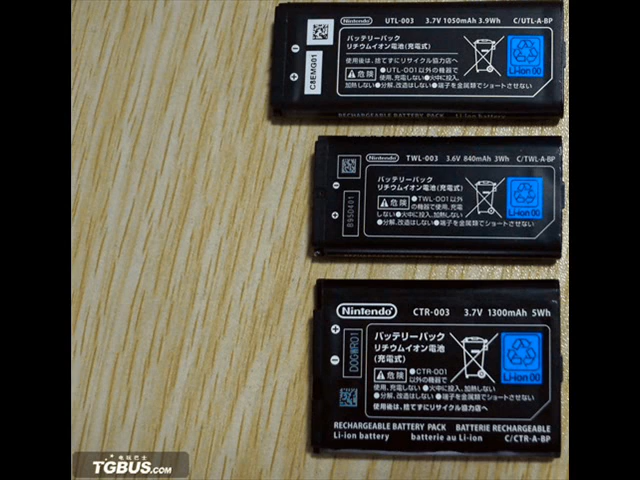 Nintendo UTL-003 3.7V 1050mAh 3.9Wh C/UTL-A-BP
バッテリーパック
リチウムイオン電池(充電式)
使用後は、捨てずにリサイクル協力店へ
危険 ●UTL-001以外の機器で
使用、充電しない●火中に投入、
加熱しない●分解、改造はしない●端子を金属類でショートさせない
Li-ion 00
RECHARGEABLE BATTERY PACK Li-ion battery
C8EMG01
Nintendo TWL-003 3.6V 840mAh 3Wh C/TWL-A-BP
バッテリーパック
リチウムイオン電池(充電式)
危険 ●TWL-001以外
の機器で使用、充電
しない●火中に投入、加熱
しない●分解、改造はしない●端子を金属類でショートさせない
Li-ion 00
B95D401
Nintendo CTR-003 3.7V 1300mAh 5Wh
バッテリーパック
リチウムイオン電池
(充電式)
危険 ●CTR-001
以外の機器で
使用、充電しない●火中に投入、加熱しない
●分解、改造はしない●端子を金属類でショートさせない
使用後は、捨てずにリサイクル協力店へ
Li-ion 00
RECHARGEABLE BATTERY PACK BATTERIE RECHARGEABLE
Li-ion battery batterie au Li-ion C/CTR-A-BP
电玩巴士
TGBUS.COM